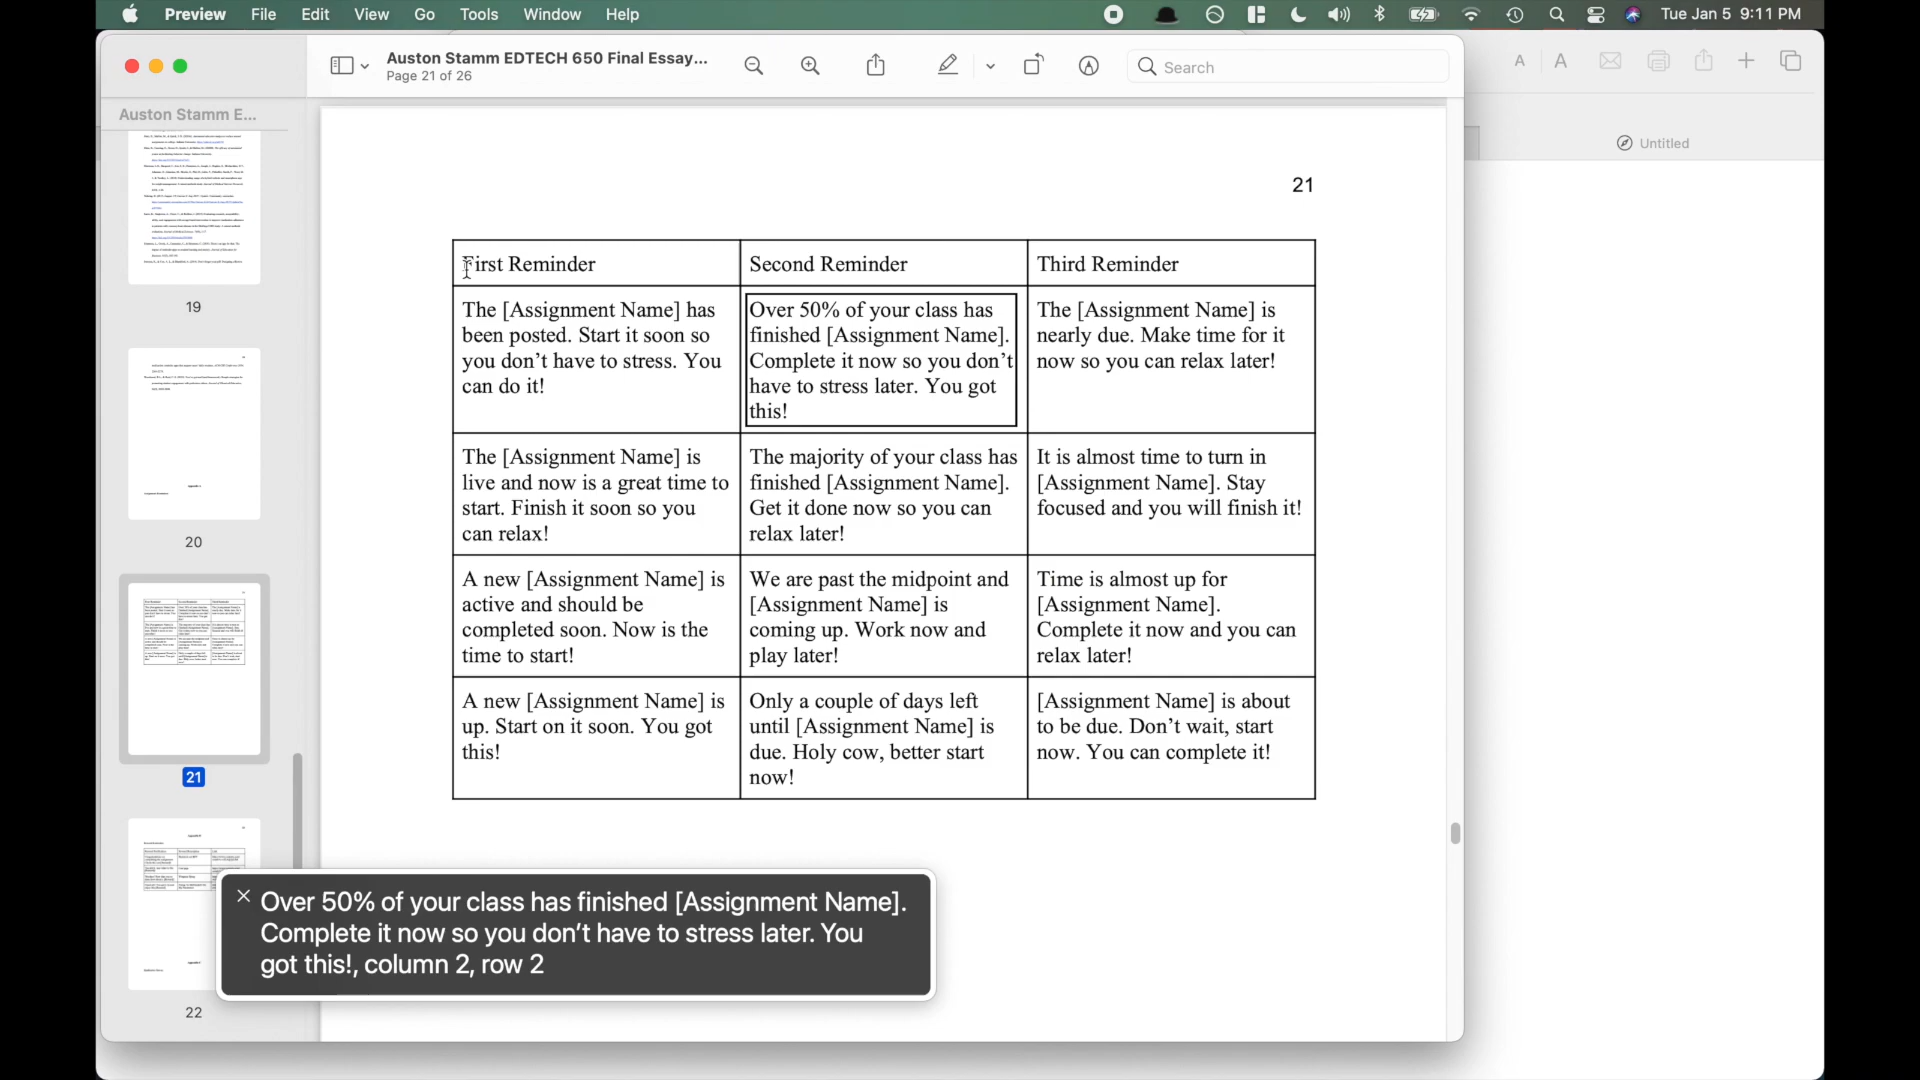 Preview File Edit View Go Tools Window Help
Tue Jan 5 9:11 PM
Auston Stamm EDTECH 650 Final Essay...
Page 21 of 26
Search
A A
Untitled
Auston Stamm E...
19
20
21
22
21
First Reminder
Second Reminder
Third Reminder
The [Assignment Name] has
been posted. Start it soon so
you don’t have to stress. You
can do it!
Over 50% of your class has
finished [Assignment Name].
Complete it now so you don’t
have to stress later. You got
this!
The [Assignment Name] is
nearly due. Make time for it
now so you can relax later!
The [Assignment Name] is
live and now is a great time to
start. Finish it soon so you
can relax!
The majority of your class has
finished [Assignment Name].
Get it done now so you can
relax later!
It is almost time to turn in
[Assignment Name]. Stay
focused and you will finish it!
A new [Assignment Name] is
active and should be
completed soon. Now is the
time to start!
We are past the midpoint and
[Assignment Name] is
coming up. Work now and
play later!
Time is almost up for
[Assignment Name].
Complete it now and you can
relax later!
A new [Assignment Name] is
up. Start on it soon. You got
this!
Only a couple of days left
until [Assignment Name] is
due. Holy cow, better start
now!
[Assignment Name] is about
to be due. Don’t wait, start
now. You can complete it!
Over 50% of your class has finished [Assignment Name].
Complete it now so you don’t have to stress later. You
got this!, column 2, row 2